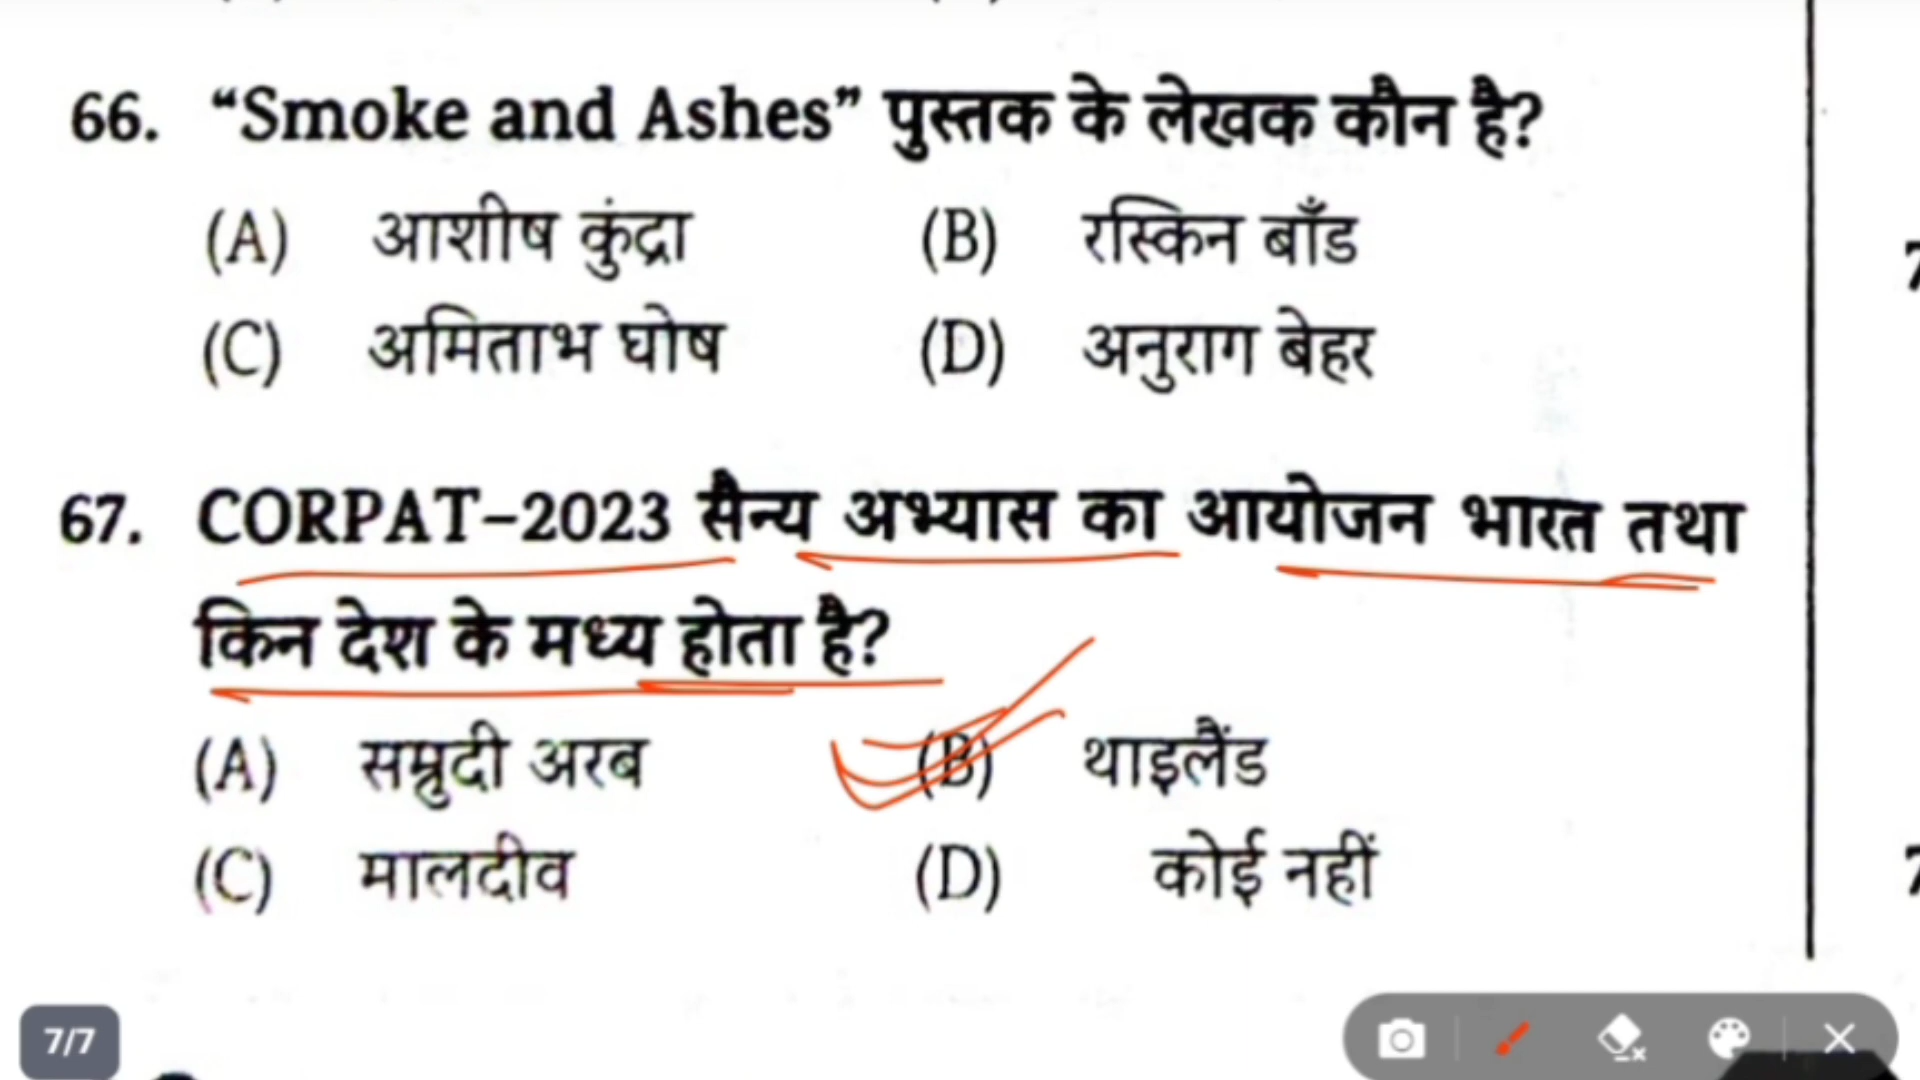 66. “Smoke and Ashes” पुस्तक के लेखक कौन है?
(A) आशीष कुंद्रा (B) रस्किन बाँड
(C) अमिताभ घोष (D) अनुराग बेहर
67. CORPAT-2023 सैन्य अभ्यास का आयोजन भारत तथा
किन देश के मध्य होता है?
(A) सम्रुदी अरब (B) थाइलैंड
(C) मालदीव (D) कोई नहीं
7/7